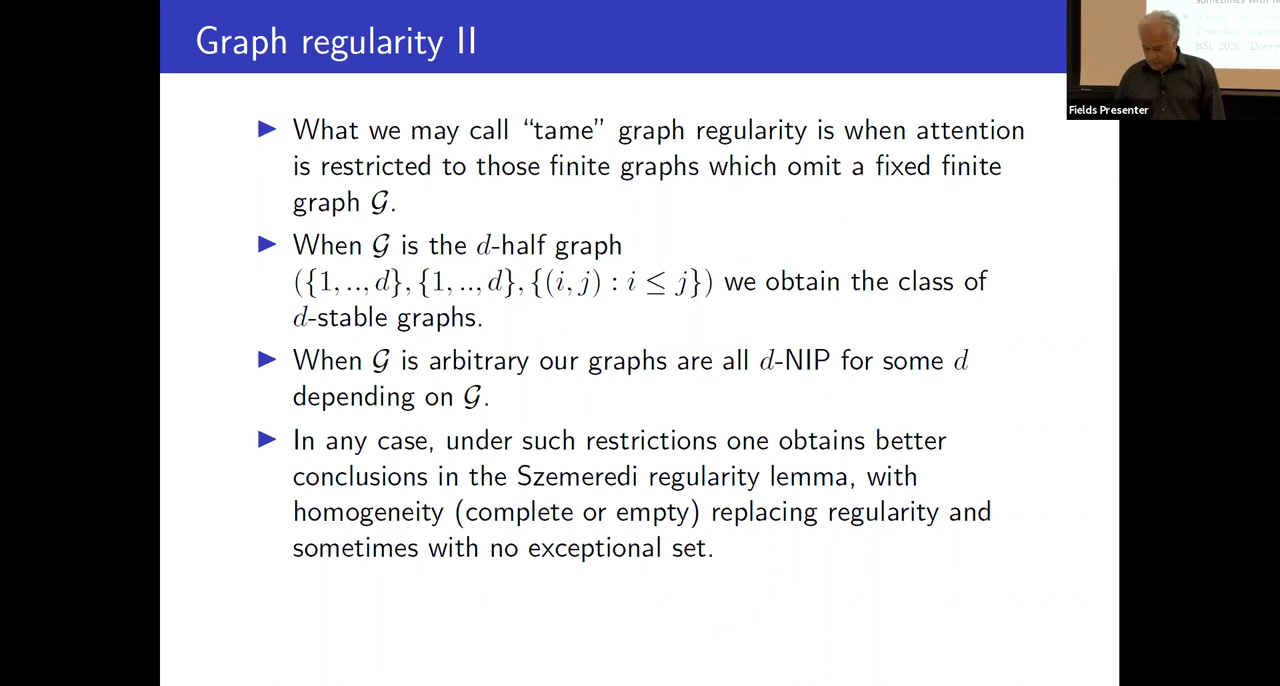 Graph regularity II
What we may call “tame” graph regularity is when attention
is restricted to those finite graphs which omit a fixed finite
graph 𝒢.
When 𝒢 is the d-half graph
({1, .., d}, {1, .., d}, {(i, j) : i ≤ j}) we obtain the class of
d-stable graphs.
When 𝒢 is arbitrary our graphs are all d-NIP for some d
depending on 𝒢.
In any case, under such restrictions one obtains better
conclusions in the Szemeredi regularity lemma, with
homogeneity (complete or empty) replacing regularity and
sometimes with no exceptional set.
sometimes with
BSL 2020
Fields Presenter